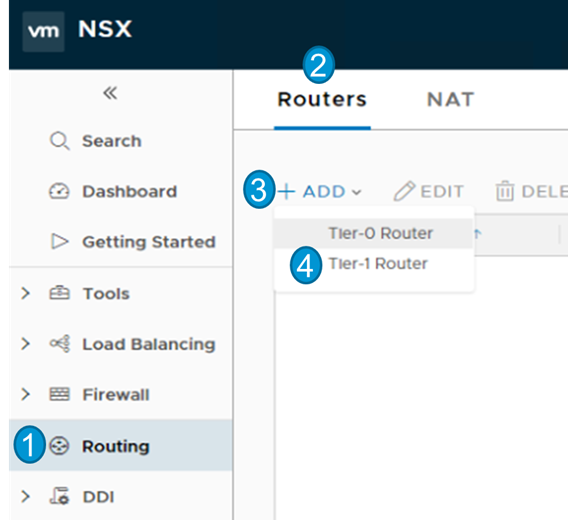 vm NSX
2
Routers NAT
Search
3 + ADD EDIT DELE
Dashboard
Tier-0 Router
Getting Started
4 Tier-1 Router
Tools
Load Balancing
Firewall
1 Routing
DDI